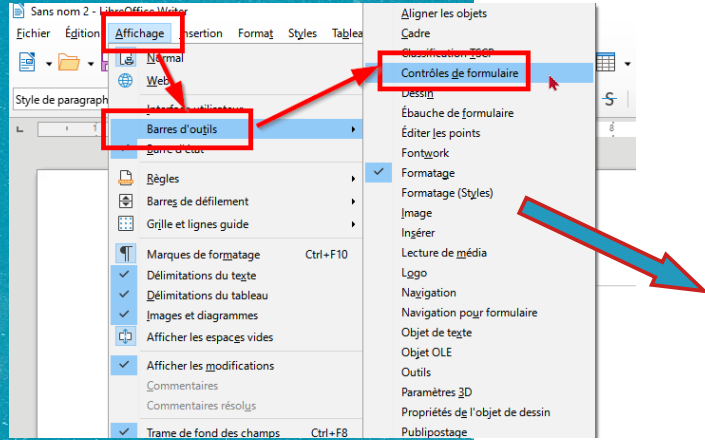 Sans nom 2 - LibreOffice Writer
Fichier Édition Affichage Insertion Format Styles
Style de paragraph
Normal
Web
Interface utilisateur
Barres d'outils
Barre d'état
Règles
Barres de défilement
Grille et lignes guide
Marques de formatage Ctrl+F10
Délimitations du texte
Délimitations du tableau
Images et diagrammes
Afficher les espaces vides
Afficher les modifications
Commentaires
Commentaires résolus
Trame de fond des champs Ctrl+F8
Aligner les objets
Cadre
Classification TSCP
Contrôles de formulaire
Dessin
Ébauche de formulaire
Éditer les points
Fontwork
Formatage
Formatage (Styles)
Image
Insérer
Lecture de média
Logo
Navigation
Navigation pour formulaire
Objet de texte
Objet OLE
Outils
Paramètres 3D
Propriétés de l'objet de dessin
Publipostage